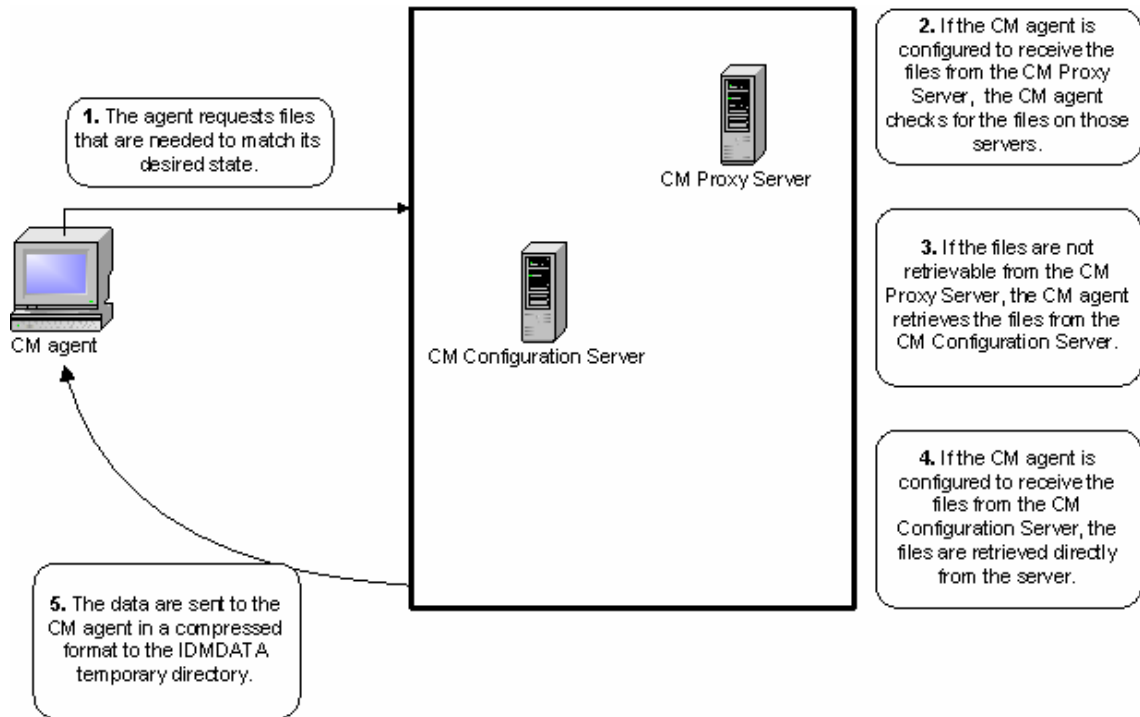 1. The agent requests files
that are needed to match its
desired state.
CM agent
CM Proxy Server
CM Configuration Server
2. If the CM agent is
configured to receive the
files from the CM Proxy
Server, the CM agent
checks for the files on those
servers.
3. If the files are not
retrievable from the CM
Proxy Server, the CM agent
retrieves the files from the
CM Configuration Server.
4. If the CM agent is
configured to receive the
files from the CM
Configuration Server, the
files are retrieved directly
from the server.
5. The data are sent to the
CM agent in a compressed
format to the IDMDATA
temporary directory.